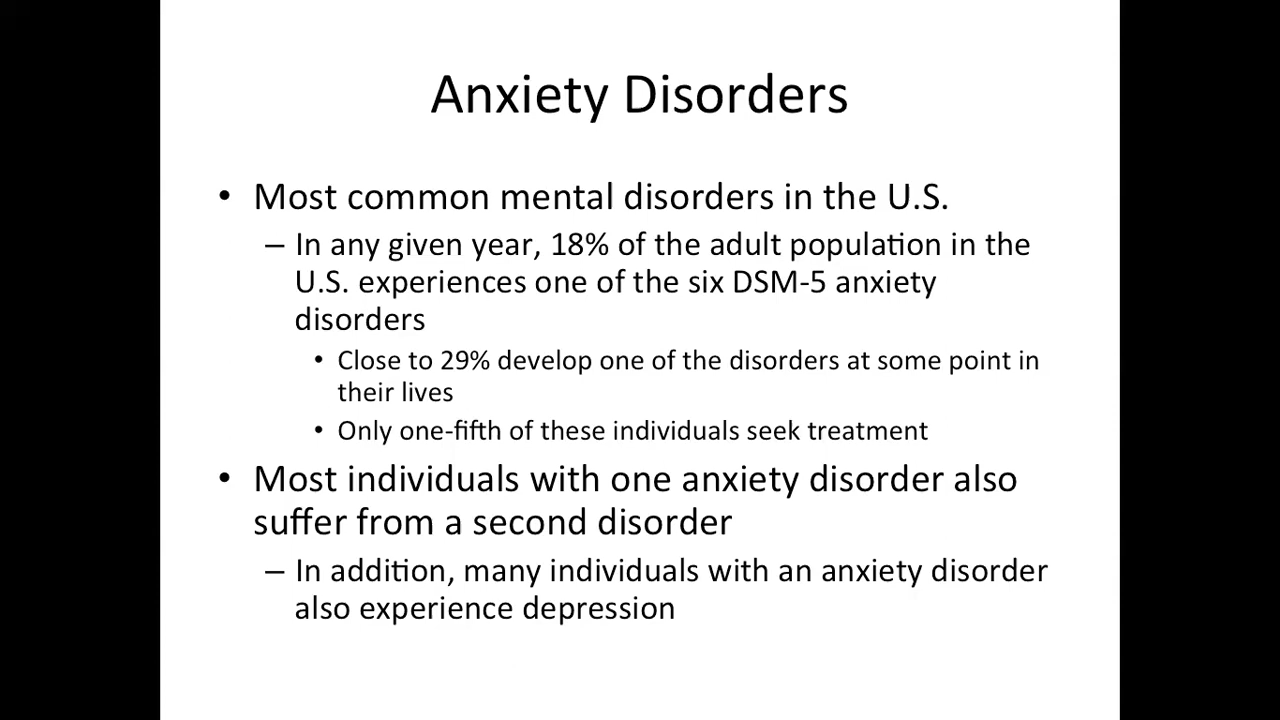 Anxiety Disorders
• Most common mental disorders in the U.S.
– In any given year, 18% of the adult population in the
U.S. experiences one of the six DSM-5 anxiety
disorders
• Close to 29% develop one of the disorders at some point in
their lives
• Only one-fifth of these individuals seek treatment
• Most individuals with one anxiety disorder also
suffer from a second disorder
– In addition, many individuals with an anxiety disorder
also experience depression